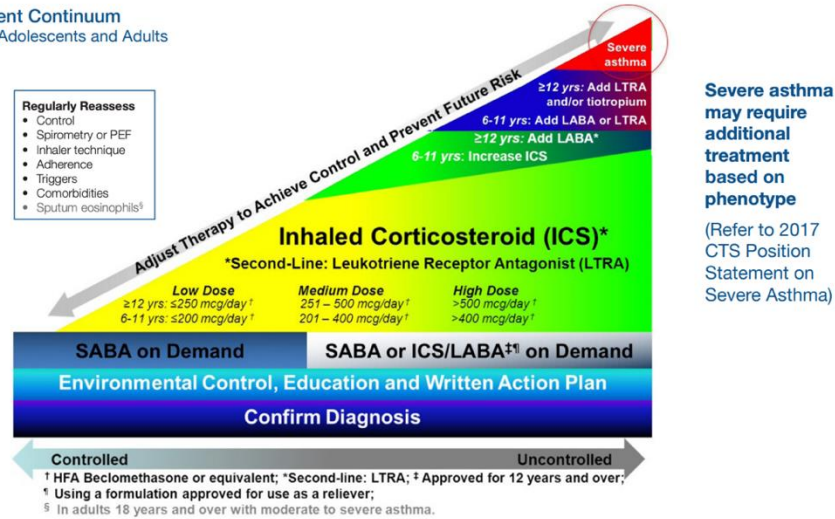 ent Continuum
Adolescents and Adults
Regularly Reassess
• Control
• Spirometry or PEF
• Inhaler technique
• Adherence
• Triggers
• Comorbidities
• Sputum eosinophils§
Adjust Therapy to Achieve Control and Prevent Future Risk
Severe
asthma
≥12 yrs: Add LTRA
and/or tiotropium
6-11 yrs: Add LABA or LTRA
≥12 yrs: Add LABA*
6-11 yrs: Increase ICS
Inhaled Corticosteroid (ICS)*
*Second-Line: Leukotriene Receptor Antagonist (LTRA)
Low Dose Medium Dose High Dose
≥12 yrs: ≤250 mcg/day† 251 – 500 mcg/day† >500 mcg/day†
6-11 yrs: ≤200 mcg/day† 201 – 400 mcg/day† >400 mcg/day†
SABA on Demand SABA or ICS/LABA‡¶ on Demand
Environmental Control, Education and Written Action Plan
Confirm Diagnosis
Controlled Uncontrolled
† HFA Beclomethasone or equivalent; *Second-line: LTRA; ‡ Approved for 12 years and over;
¶ Using a formulation approved for use as a reliever;
§ In adults 18 years and over with moderate to severe asthma.
Severe asthma
may require
additional
treatment
based on
phenotype
(Refer to 2017
CTS Position
Statement on
Severe Asthma)